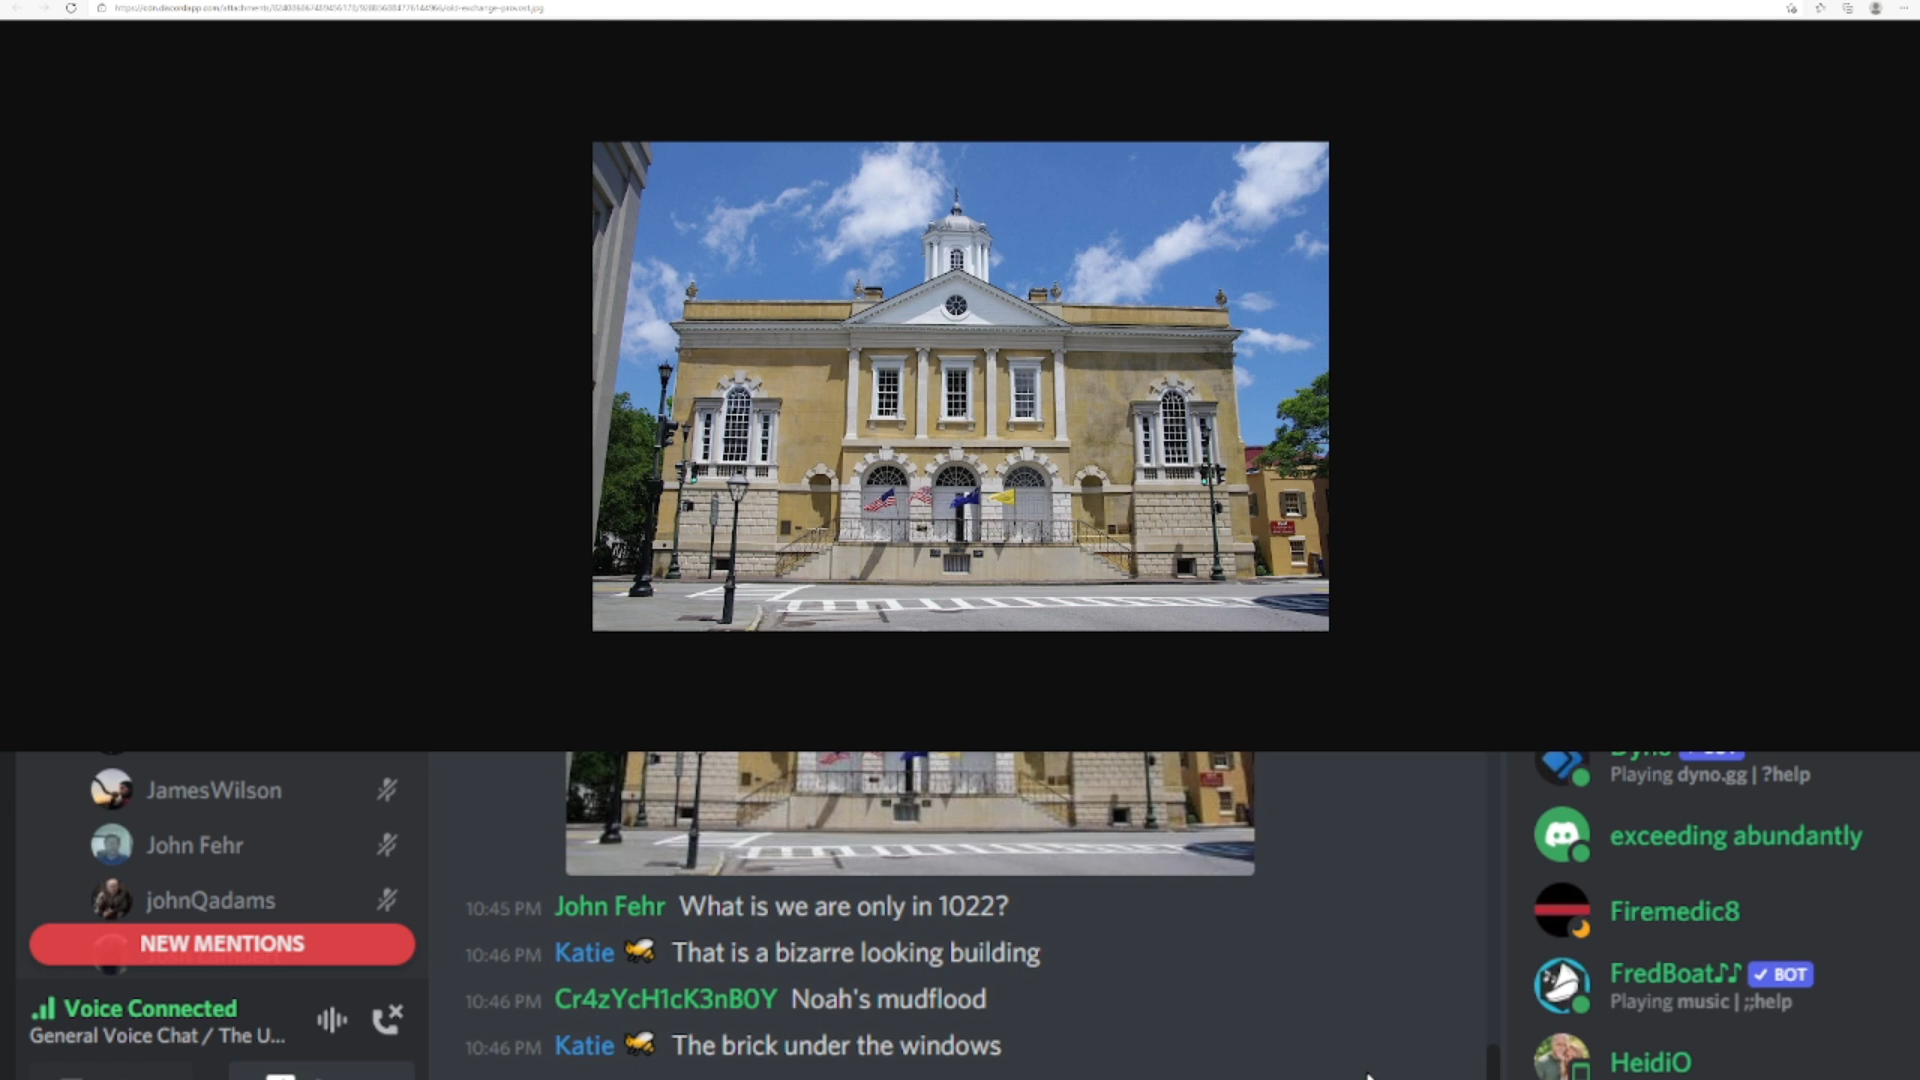 JamesWilson
John Fehr
johnQadams
NEW MENTIONS
Voice Connected
General Voice Chat / The U...
10:45 PM John Fehr What is we are only in 1022?
10:46 PM Katie That is a bizarre looking building
10:46 PM Cr4zYcH1cK3nB0Y Noah's mudflood
10:46 PM Katie The brick under the windows
Playing dyno.gg | ?help
exceeding abundantly
Firemedic8
FredBoat♪♪ ✓ BOT
Playing music | ;;help
HeidiO